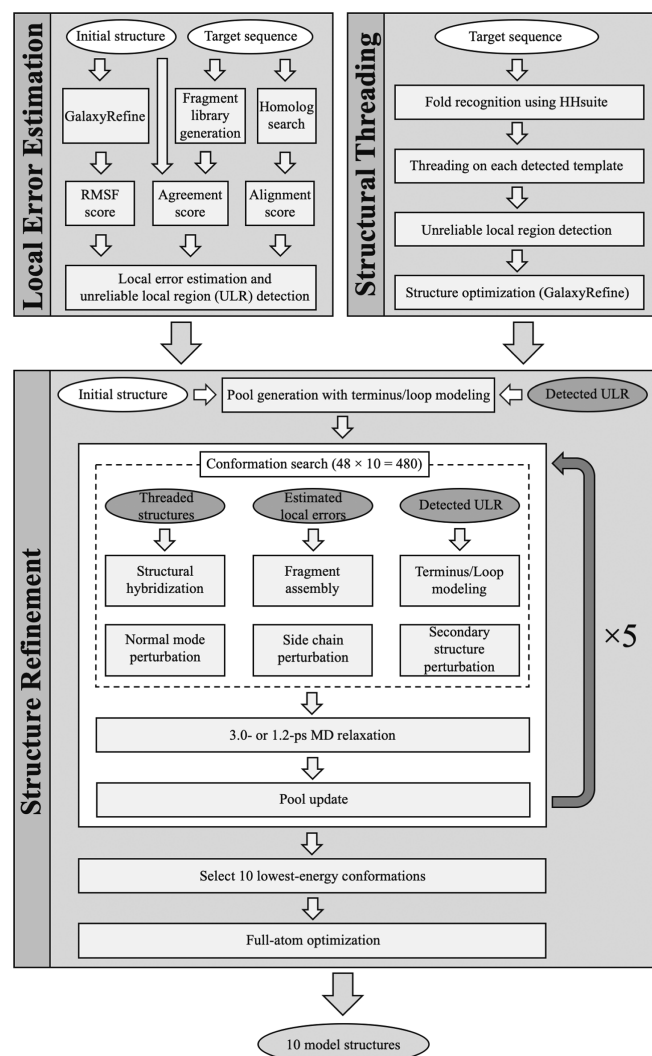 Local Error Estimation
Initial structure
Target sequence
GalaxyRefine
Fragment
library
generation
Homolog
search
RMSF
score
Agreement
score
Alignment
score
Local error estimation and
unreliable local region (ULR) detection
Structural Threading
Target sequence
Fold recognition using HHsuite
Threading on each detected template
Unreliable local region detection
Structure optimization (GalaxyRefine)
Structure Refinement
Initial structure
Pool generation with terminus/loop modeling
Detected ULR
Conformation search (48 × 10 = 480)
Threaded
structures
Estimated
local errors
Detected ULR
Structural
hybridization
Fragment
assembly
Terminus/Loop
modeling
Normal mode
perturbation
Side chain
perturbation
Secondary
structure
perturbation
×5
3.0- or 1.2-ps MD relaxation
Pool update
Select 10 lowest-energy conformations
Full-atom optimization
10 model structures